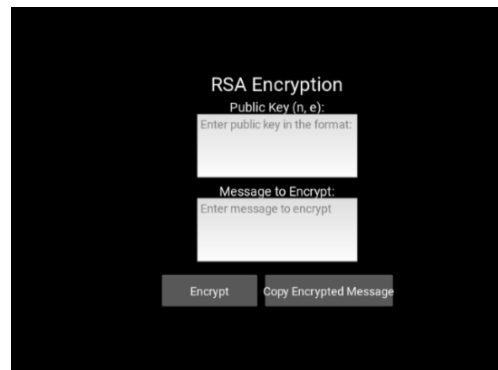 RSA Encryption
Public Key (n, e):
Enter public key in the format:
Message to Encrypt:
Enter message to encrypt
Encrypt
Copy Encrypted Message